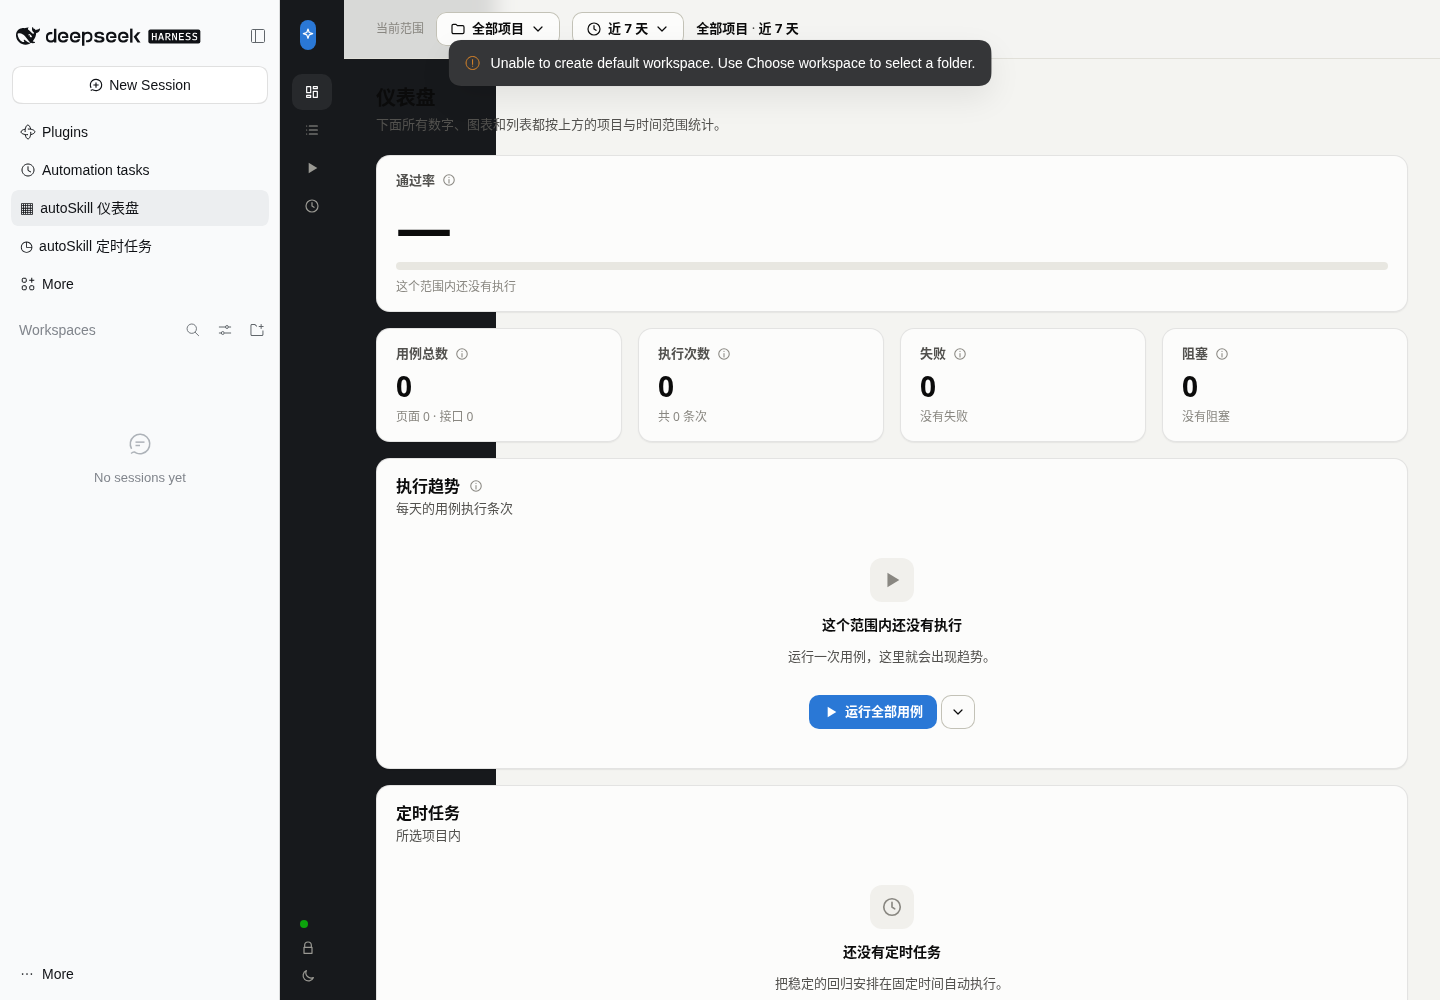 deepseek HARNESS
New Session
Plugins
Automation tasks
autoSkill 仪表盘
autoSkill 定时任务
More
Workspaces
No sessions yet
More
当前范围 全部项目 近 7 天 全部项目 · 近 7 天
Unable to create default workspace. Use Choose workspace to select a folder.
仪表盘
下面所有数字、图表和列表都按上方的项目与时间范围统计。
通过率
—
这个范围内还没有执行
用例总数
0
页面 0 · 接口 0
执行次数
0
共 0 条次
失败
0
没有失败
阻塞
0
没有阻塞
执行趋势
每天的用例执行条次
这个范围内还没有执行
运行一次用例，这里就会出现趋势。
运行全部用例
定时任务
所选项目内
还没有定时任务
把稳定的回归安排在固定时间自动执行。